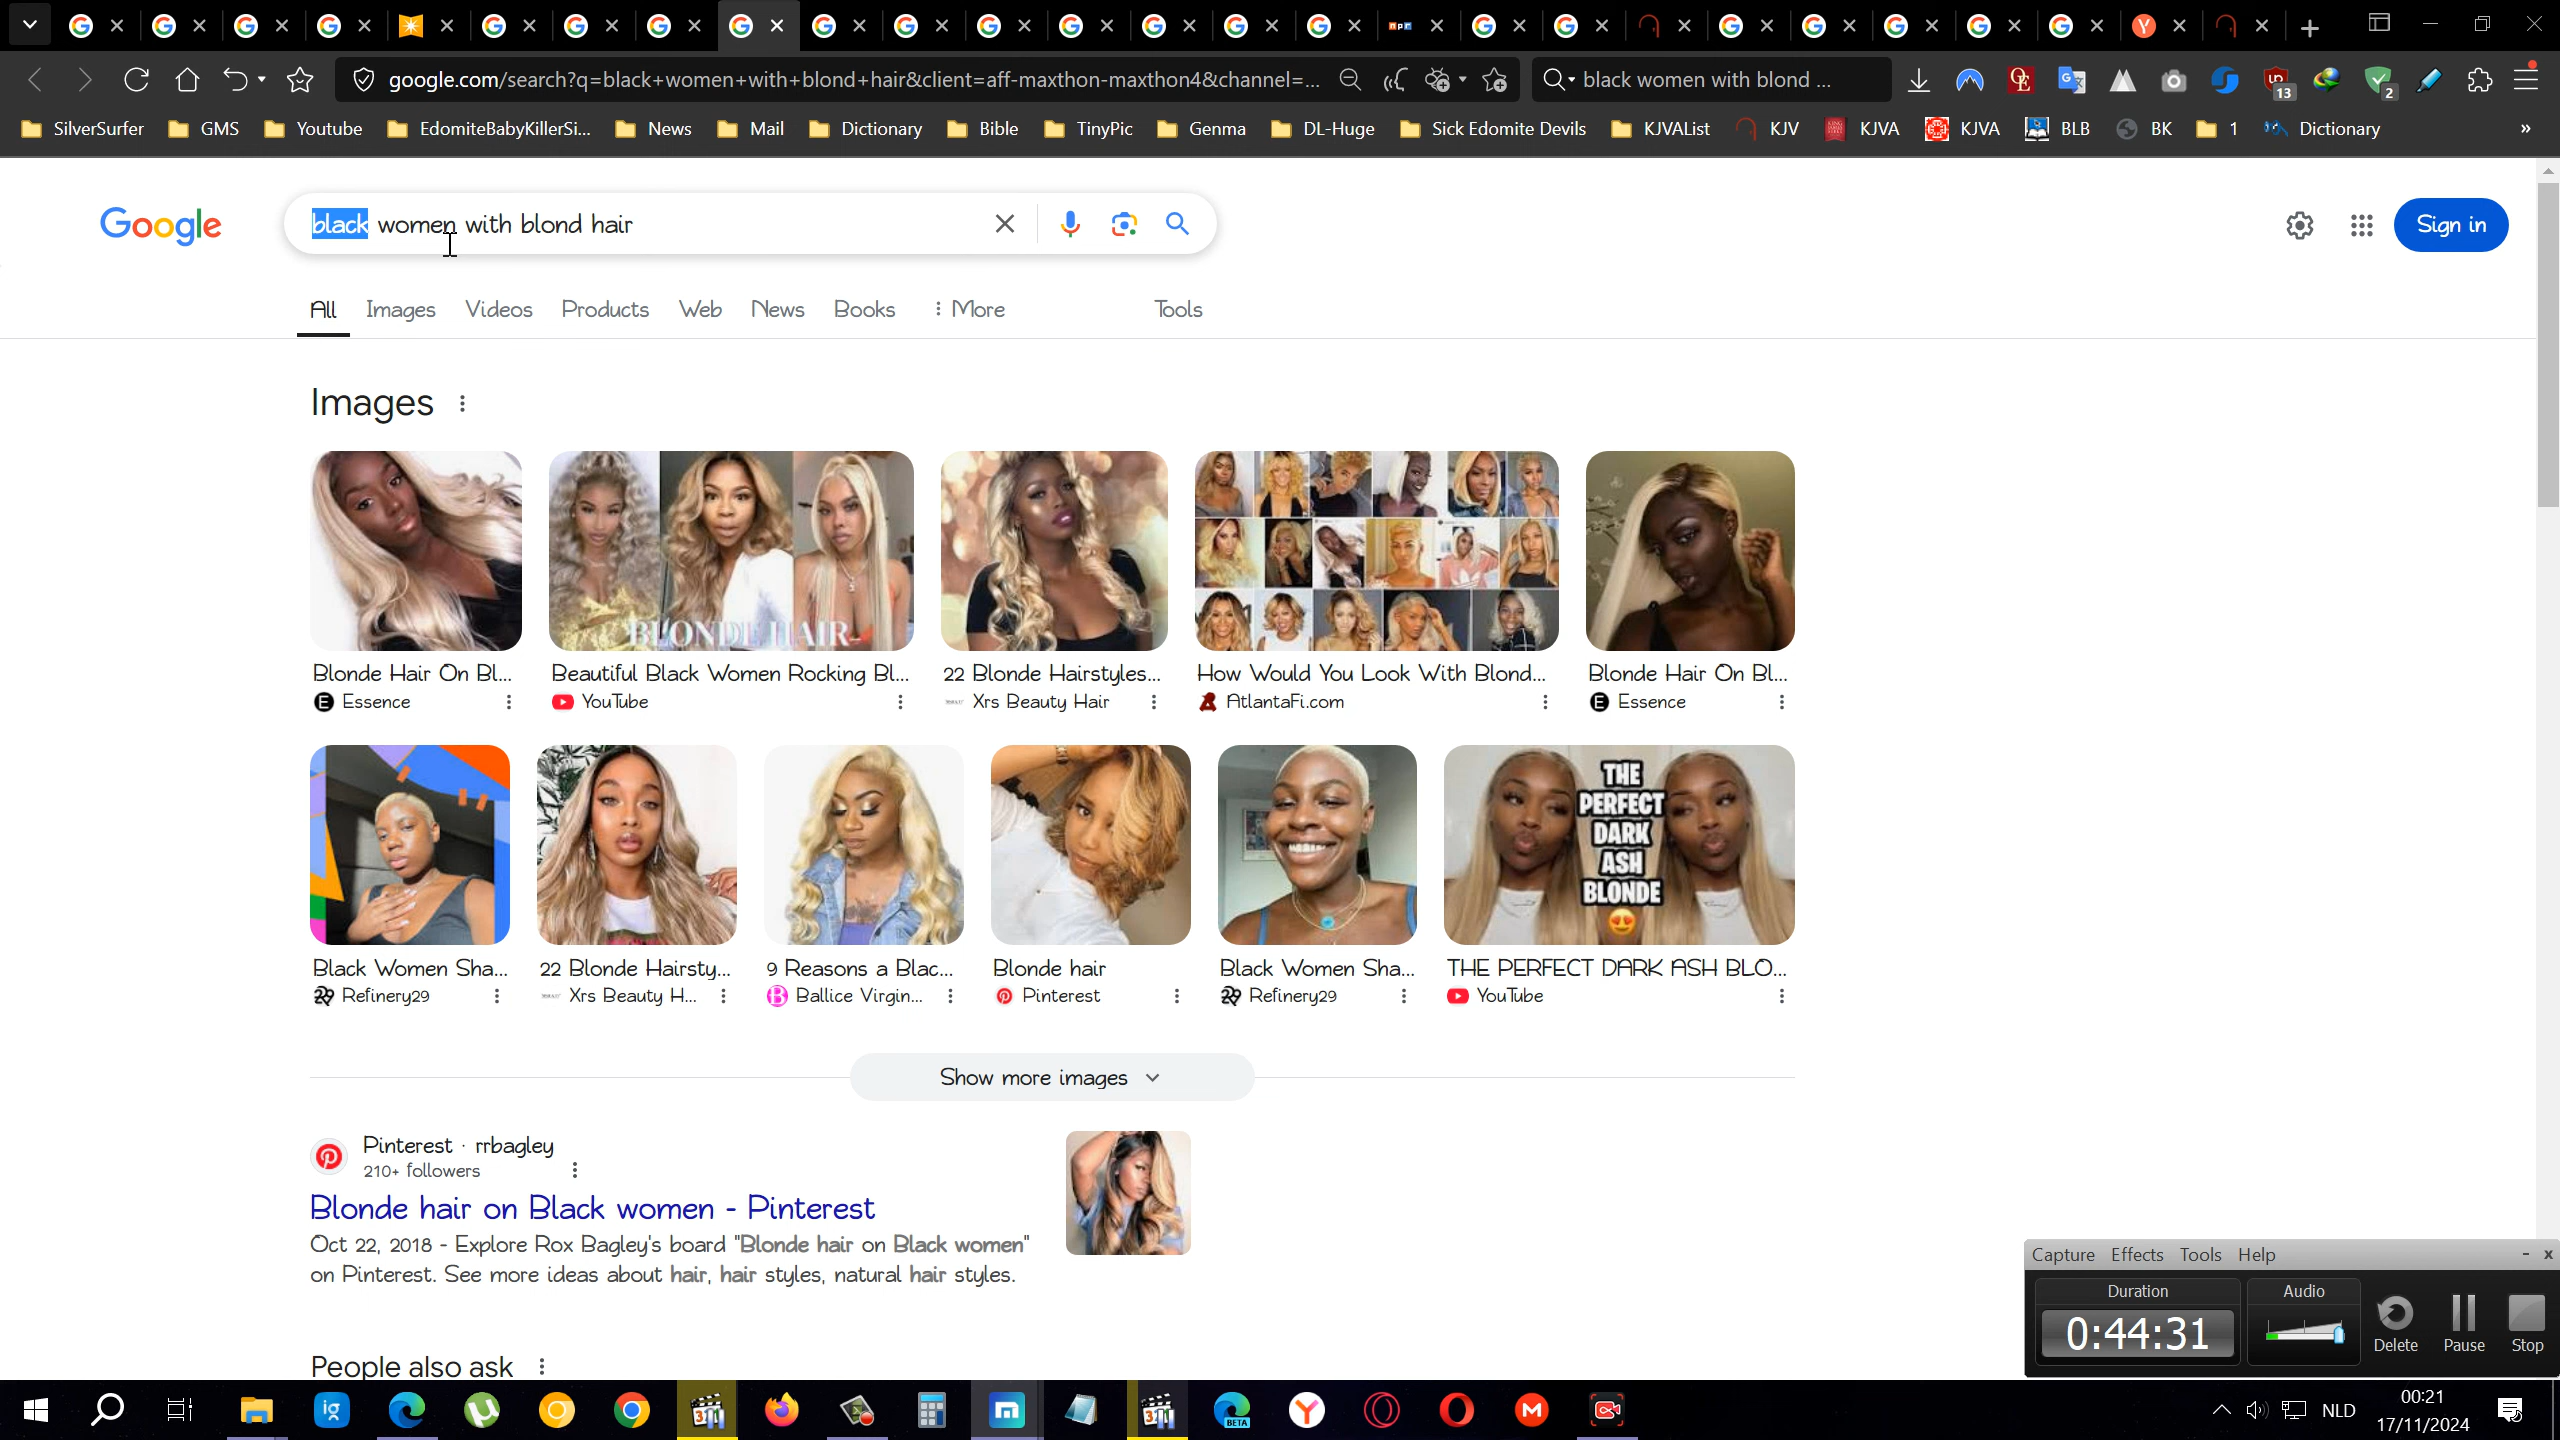 google.com/search?q=black+women+with+blond+hair&client=aff-maxthon-maxthon4&channel=...
black women with blond ...
13
2
SilverSurfer
GMS
Youtube
EdomiteBabyKillerSi...
News
Mail
Dictionary
Bible
TinyPic
Genma
DL-Huge
Sick Edomite Devils
KJVAList
KJV
KJVA
KJVA
BLB
BK
1
Dictionary
»
Google
black women with blond hair
Sign in
All
Images
Videos
Products
Web
News
Books
More
Tools
Images
BLONDE HAIR
Blonde Hair On Bl...
Essence
Beautiful Black Women Rocking Bl...
YouTube
22 Blonde Hairstyles...
Xrs Beauty Hair
How Would You Look With Blond...
AtlantaFi.com
Blonde Hair On Bl...
Essence
THE
PERFECT
DARK
ASH
BLONDE
Black Women Sha...
Refinery29
22 Blonde Hairsty...
Xrs Beauty H...
9 Reasons a Blac...
Ballice Virgin...
Blonde hair
Pinterest
Black Women Sha...
Refinery29
THE PERFECT DARK ASH BLO...
YouTube
Show more images
Pinterest · rrbagley
210+ followers
Blonde hair on Black women - Pinterest
Oct 22, 2018 - Explore Rox Bagley's board "Blonde hair on Black women"
on Pinterest. See more ideas about hair, hair styles, natural hair styles.
People also ask
Capture Effects Tools Help
Duration
0:44:31
Audio
Delete
Pause
Stop
NLD
00:21
17/11/2024